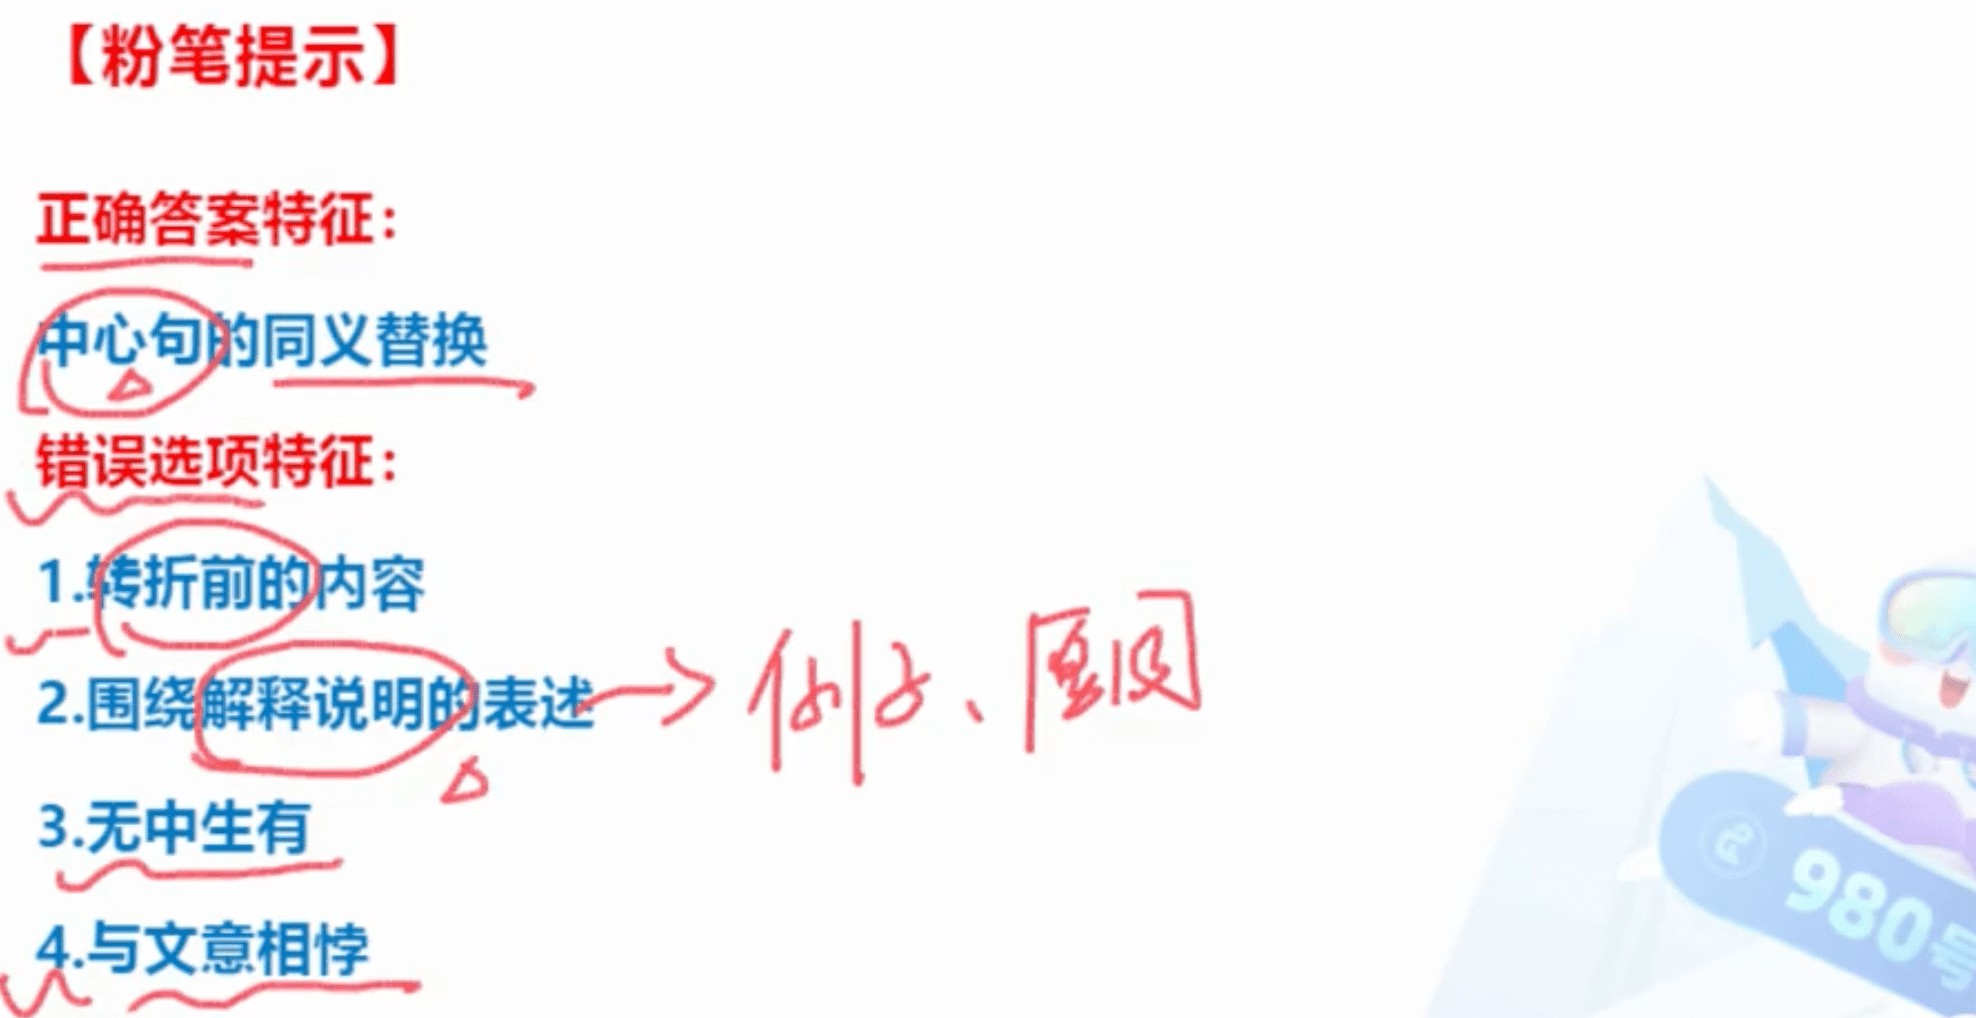 【粉笔提示】
正确答案特征：
中心句的同义替换
错误选项特征：
1.转折前的内容
2.围绕解释说明的表述
例子、原因
3.无中生有
4.与文意相悖
980号